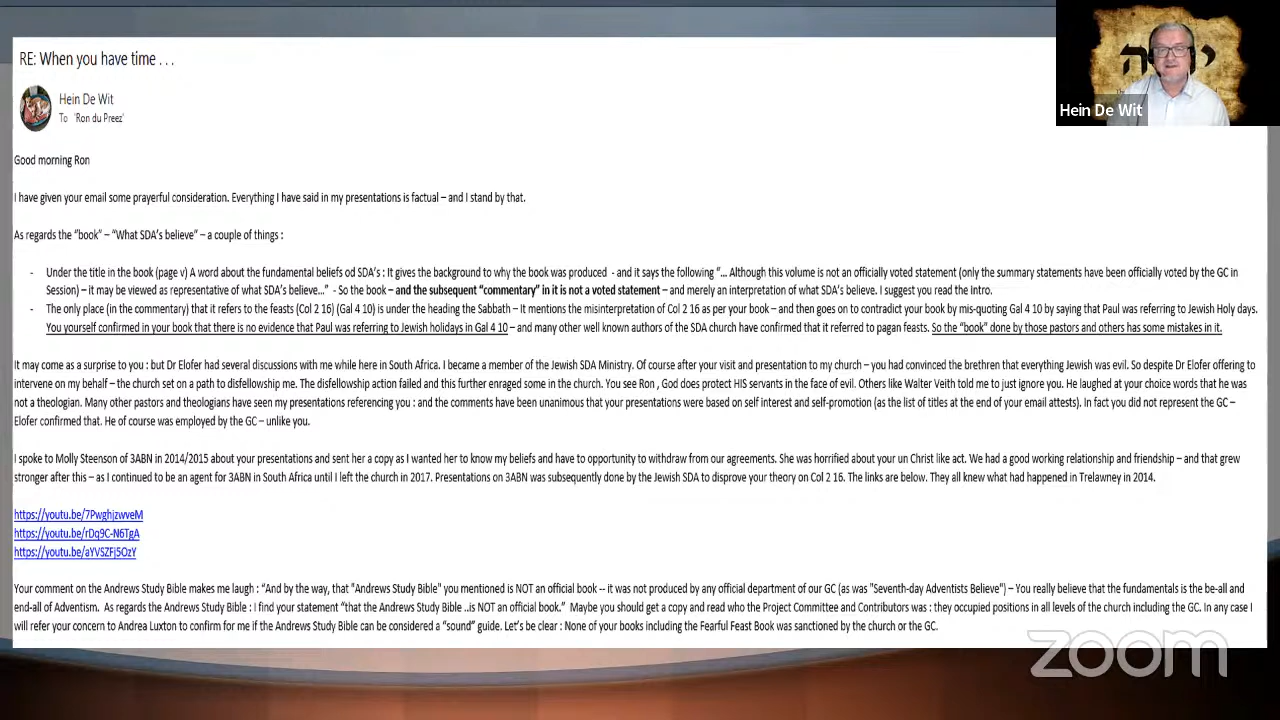 RE: When you have time . . .
Hein De Wit
To 'Ron du Preez'
Good morning Ron
I have given your email some prayerful consideration. Everything I have said in my presentations is factual – and I stand by that.
As regards the "book" – "What SDA's believe" – a couple of things :
- Under the title in the book (page v) A word about the fundamental beliefs od SDA's : It gives the background to why the book was produced - and it says the following "... Although this volume is not an officially voted statement (only the summary statements have been officially voted by the GC in
Session) – it may be viewed as representative of what SDA's believe..." - So the book – and the subsequent "commentary" in it is not a voted statement – and merely an interpretation of what SDA's believe. I suggest you read the Intro.
- The only place (in the commentary) that it refers to the feasts (Col 2 16) (Gal 4 10) is under the heading the Sabbath – It mentions the misinterpretation of Col 2 16 as per your book – and then goes on to contradict your book by mis-quoting Gal 4 10 by saying that Paul was referring to Jewish Holy days.
You yourself confirmed in your book that there is no evidence that Paul was referring to Jewish holidays in Gal 4 10 – and many other well known authors of the SDA church have confirmed that it referred to pagan feasts. So the "book" done by those pastors and others has some mistakes in it.
It may come as a surprise to you : but Dr Elofer had several discussions with me while here in South Africa. I became a member of the Jewish SDA Ministry. Of course after your visit and presentation to my church – you had convinced the brethren that everything Jewish was evil. So despite Dr Elofer offering to
intervene on my behalf – the church set on a path to disfellowship me. The disfellowship action failed and this further enraged some in the church. You see Ron , God does protect HIS servants in the face of evil. Others like Walter Veith told me to just ignore you. He laughed at your choice words that he was
not a theologian. Many other pastors and theologians have seen my presentations referencing you : and the comments have been unanimous that your presentations were based on self interest and self-promotion (as the list of titles at the end of your email attests). In fact you did not represent the GC –
Elofer confirmed that. He of course was employed by the GC – unlike you.
I spoke to Molly Steenson of 3ABN in 2014/2015 about your presentations and sent her a copy as I wanted her to know my beliefs and have to opportunity to withdraw from our agreements. She was horrified about your un Christ like act. We had a good working relationship and friendship – and that grew
stronger after this – as I continued to be an agent for 3ABN in South Africa until I left the church in 2017. Presentations on 3ABN was subsequently done by the Jewish SDA to disprove your theory on Col 2 16. The links are below. They all knew what had happened in Trelawney in 2014.
https://youtu.be/7PwghjzwveM
https://youtu.be/rDq9C-N6TgA
https://youtu.be/aYVSZFj5OzY
Your comment on the Andrews Study Bible makes me laugh : "And by the way, that "Andrews Study Bible" you mentioned is NOT an official book -- it was not produced by any official department of our GC (as was "Seventh-day Adventists Believe") – You really believe that the fundamentals is the be-all and
end-all of Adventism. As regards the Andrews Study Bible : I find your statement "that the Andrews Study Bible ..is NOT an official book." Maybe you should get a copy and read who the Project Committee and Contributors was : they occupied positions in all levels of the church including the GC. In any case I
will refer your concern to Andrea Luxton to confirm for me if the Andrews Study Bible can be considered a "sound" guide. Let's be clear : None of your books including the Fearful Feast Book was sanctioned by the church or the GC.
Hein De Wit
zoom